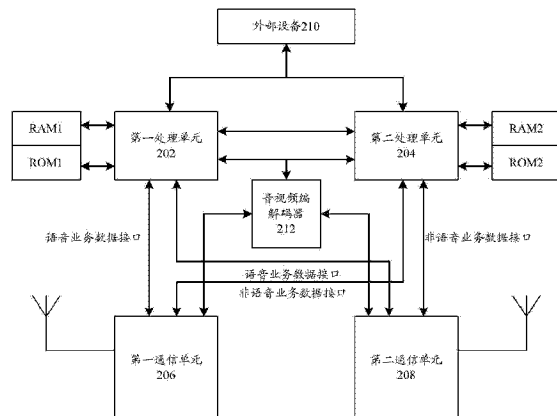 外部设备210
RAM1
ROM1
第一处理单元
202
第二处理单元
204
RAM2
ROM2
音视频编
解码器
212
语音业务数据接口
非语音业务数据接口
语音业务数据接口
非语音业务数据接口
第一通信单元
206
第二通信单元
208